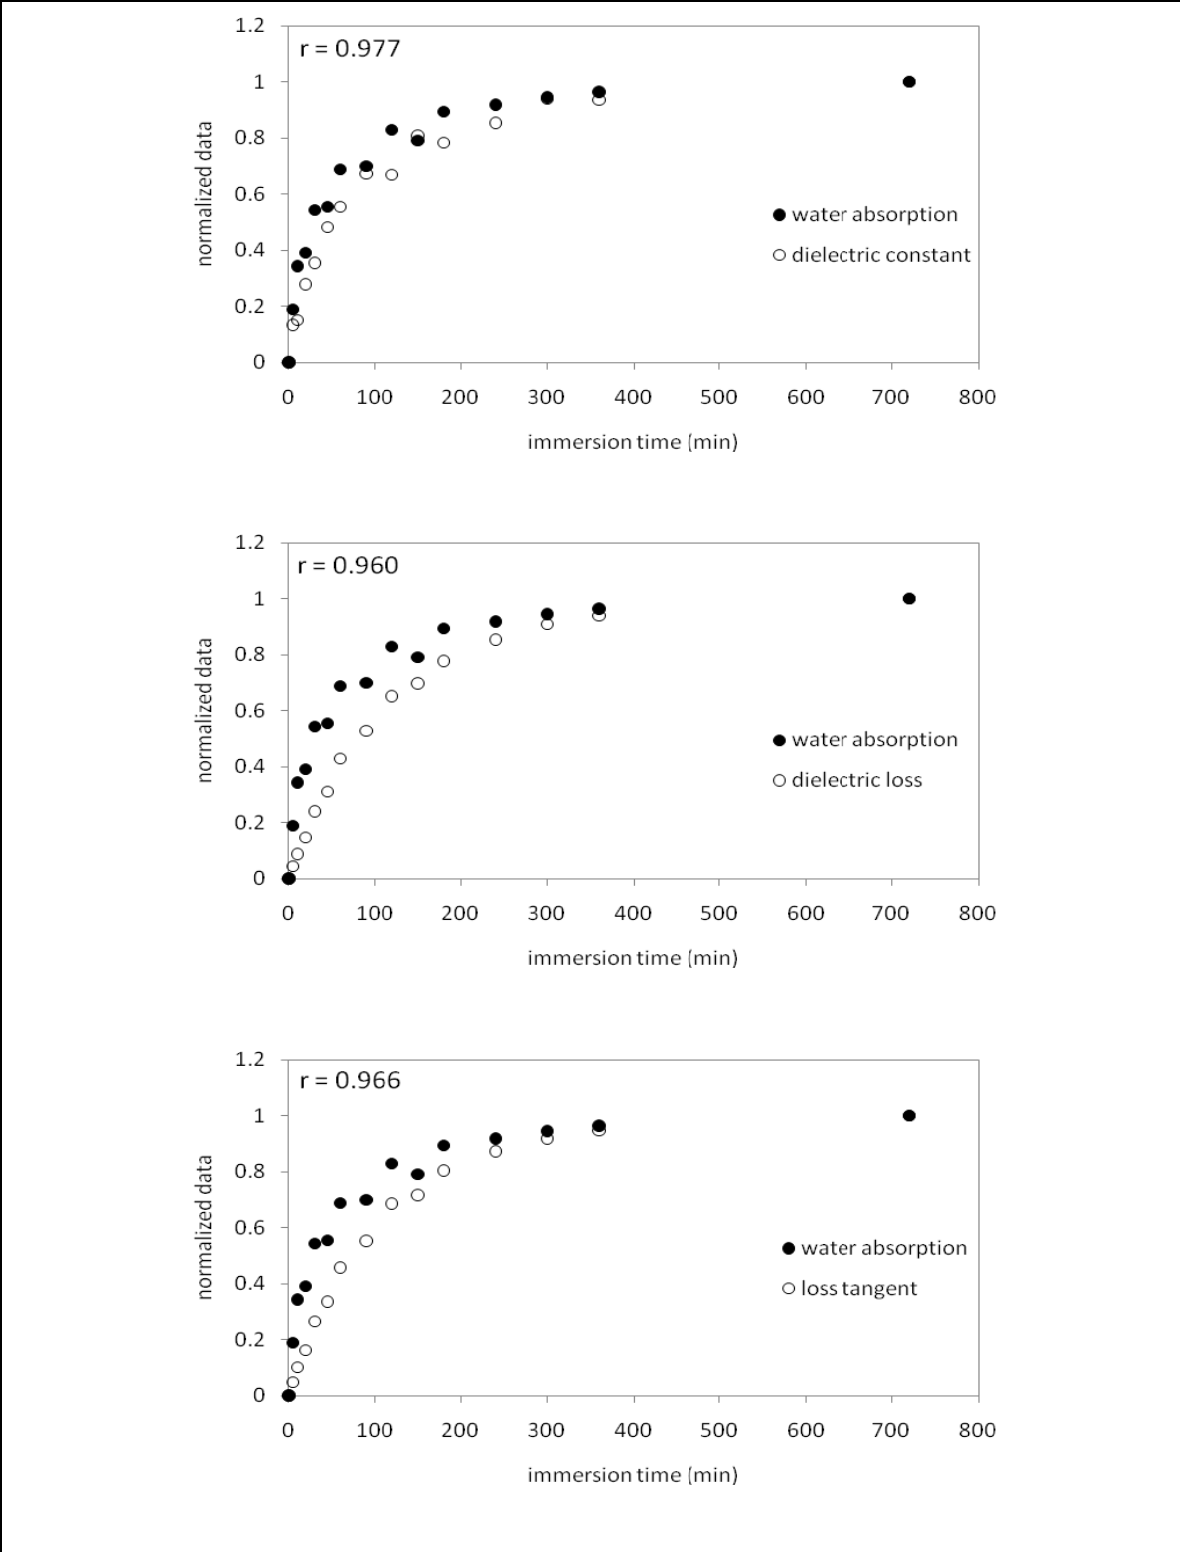 r = 0.977
1.2
1
0.8
0.6
0.4
0.2
0
normalized data
water absorption
dielectric constant
0 100 200 300 400 500 600 700 800
immersion time (min)
r = 0.960
1.2
1
0.8
0.6
0.4
0.2
0
normalized data
water absorption
dielectric loss
0 100 200 300 400 500 600 700 800
immersion time (min)
r = 0.966
1.2
1
0.8
0.6
0.4
0.2
0
normalized data
water absorption
loss tangent
0 100 200 300 400 500 600 700 800
immersion time (min)